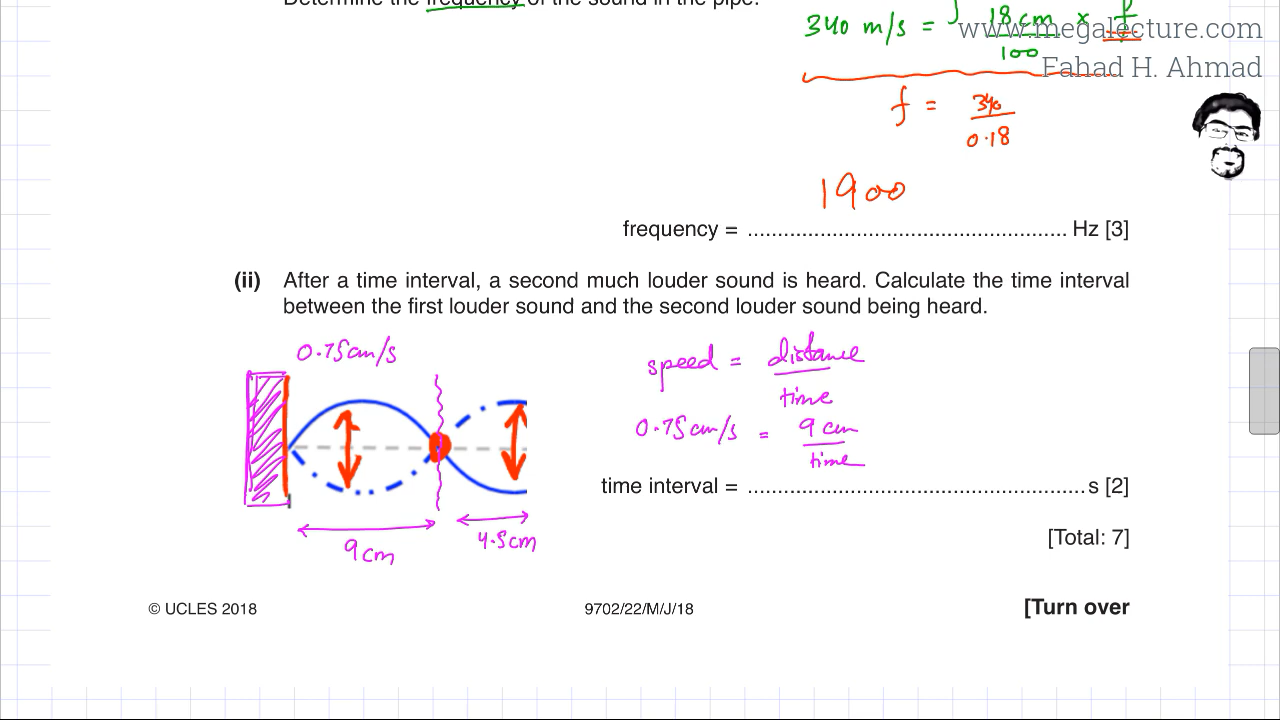 Determine the frequency of the sound in the pipe.
340 m/s = 18cm/100 × f
www.megalecture.com
Fahad H. Ahmad
f = 340/0.18
1900
frequency = ..................................................... Hz [3]
(ii) After a time interval, a second much louder sound is heard. Calculate the time interval
between the first louder sound and the second louder sound being heard.
0.75cm/s
speed = distance/time
0.75cm/s = 9 cm/time
time interval = ........................................................ s [2]
9cm
4.5cm
[Total: 7]
© UCLES 2018
9702/22/M/J/18
[Turn over